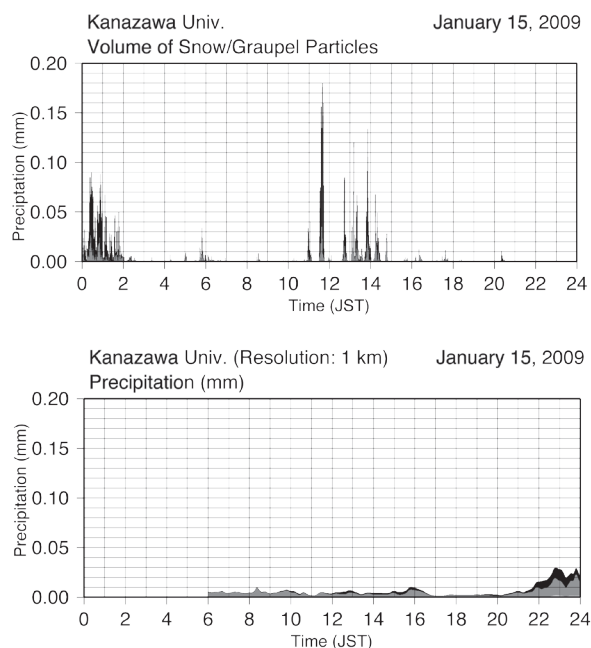 Kanazawa Univ. January 15, 2009
Volume of Snow/Graupel Particles
0.20
0.15
0.10
0.05
0.00
Preciptation (mm)
0 2 4 6 8 10 12 14 16 18 20 22 24
Time (JST)
Kanazawa Univ. (Resolution: 1 km) January 15, 2009
Precipitation (mm)
0.20
0.15
0.10
0.05
0.00
Precipitation (mm)
0 2 4 6 8 10 12 14 16 18 20 22 24
Time (JST)